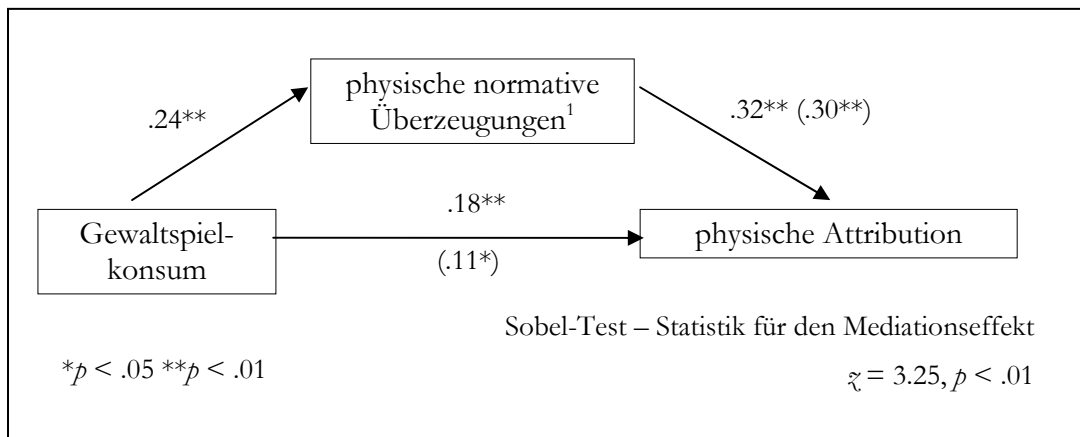 physische normative
Überzeugungen¹
.24**
.32** (.30**)
.18**
Gewaltspiel-
konsum
physische Attribution
(.11*)
Sobel-Test – Statistik für den Mediationseffekt
*p < .05 **p < .01
z = 3.25, p < .01